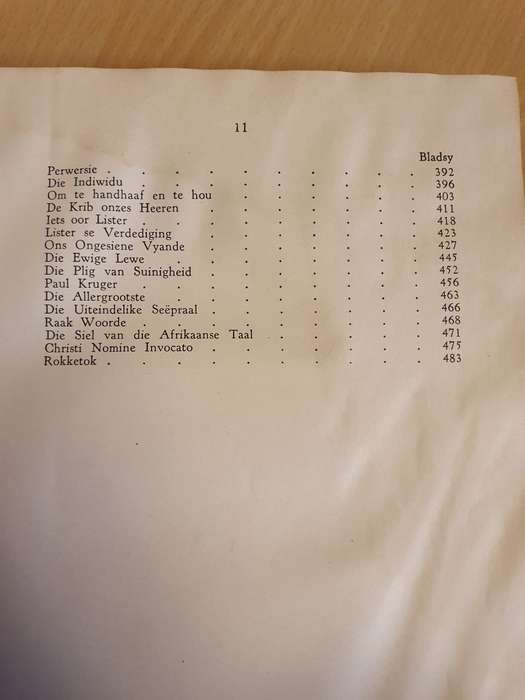 11
Bladsy
Perwersie . . . . . . . . . . 392
Die Indiwidu . . . . . . . . . 396
Om te handhaaf en te hou . . . . . . . 403
De Krib onzes Heeren . . . . . . . 411
Iets oor Lister . . . . . . . . . 418
Lister se Verdediging . . . . . . . 423
Ons Ongesiene Vyande . . . . . . . 427
Die Ewige Lewe . . . . . . . . 445
Die Plig van Suinigheid . . . . . . . 452
Paul Kruger . . . . . . . . . 456
Die Allergrootste . . . . . . . . 463
Die Uiteindelike Seëpraal . . . . . . . 466
Raak Woorde . . . . . . . . . 468
Die Siel van die Afrikaanse Taal . . . . . . 471
Christi Nomine Invocato . . . . . . . 475
Rokketok . . . . . . . . . . 483